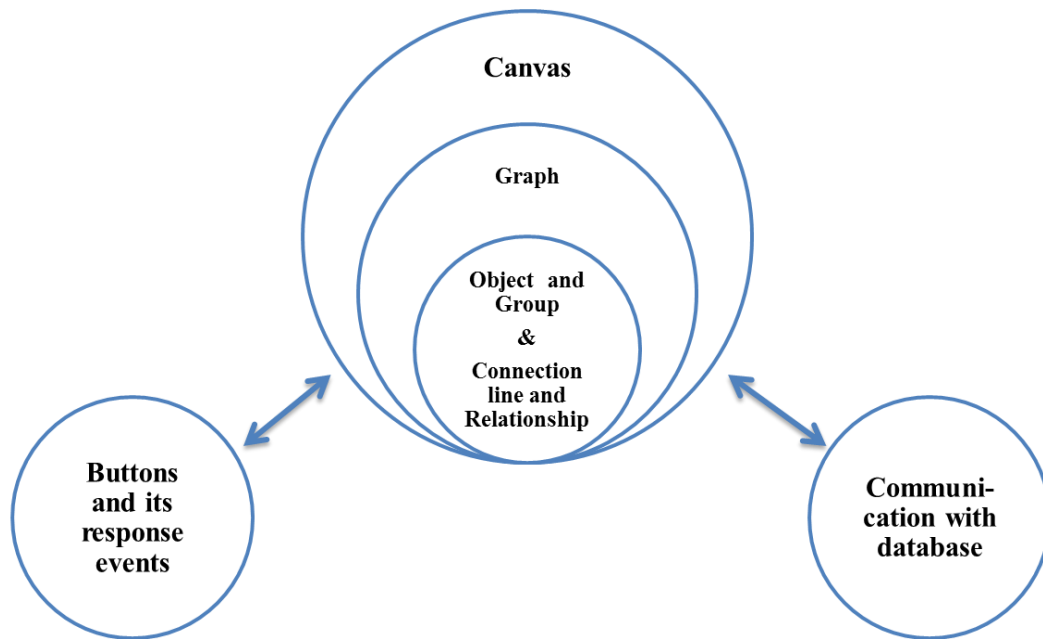 Canvas
Graph
Object and
Group
&
Connection
line and
Relationship
Buttons
and its
response
events
Communi-
cation with
database